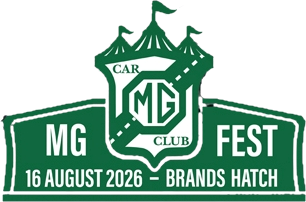 CAR
MG
CLUB
MG FEST
16 AUGUST 2026 – BRANDS HATCH